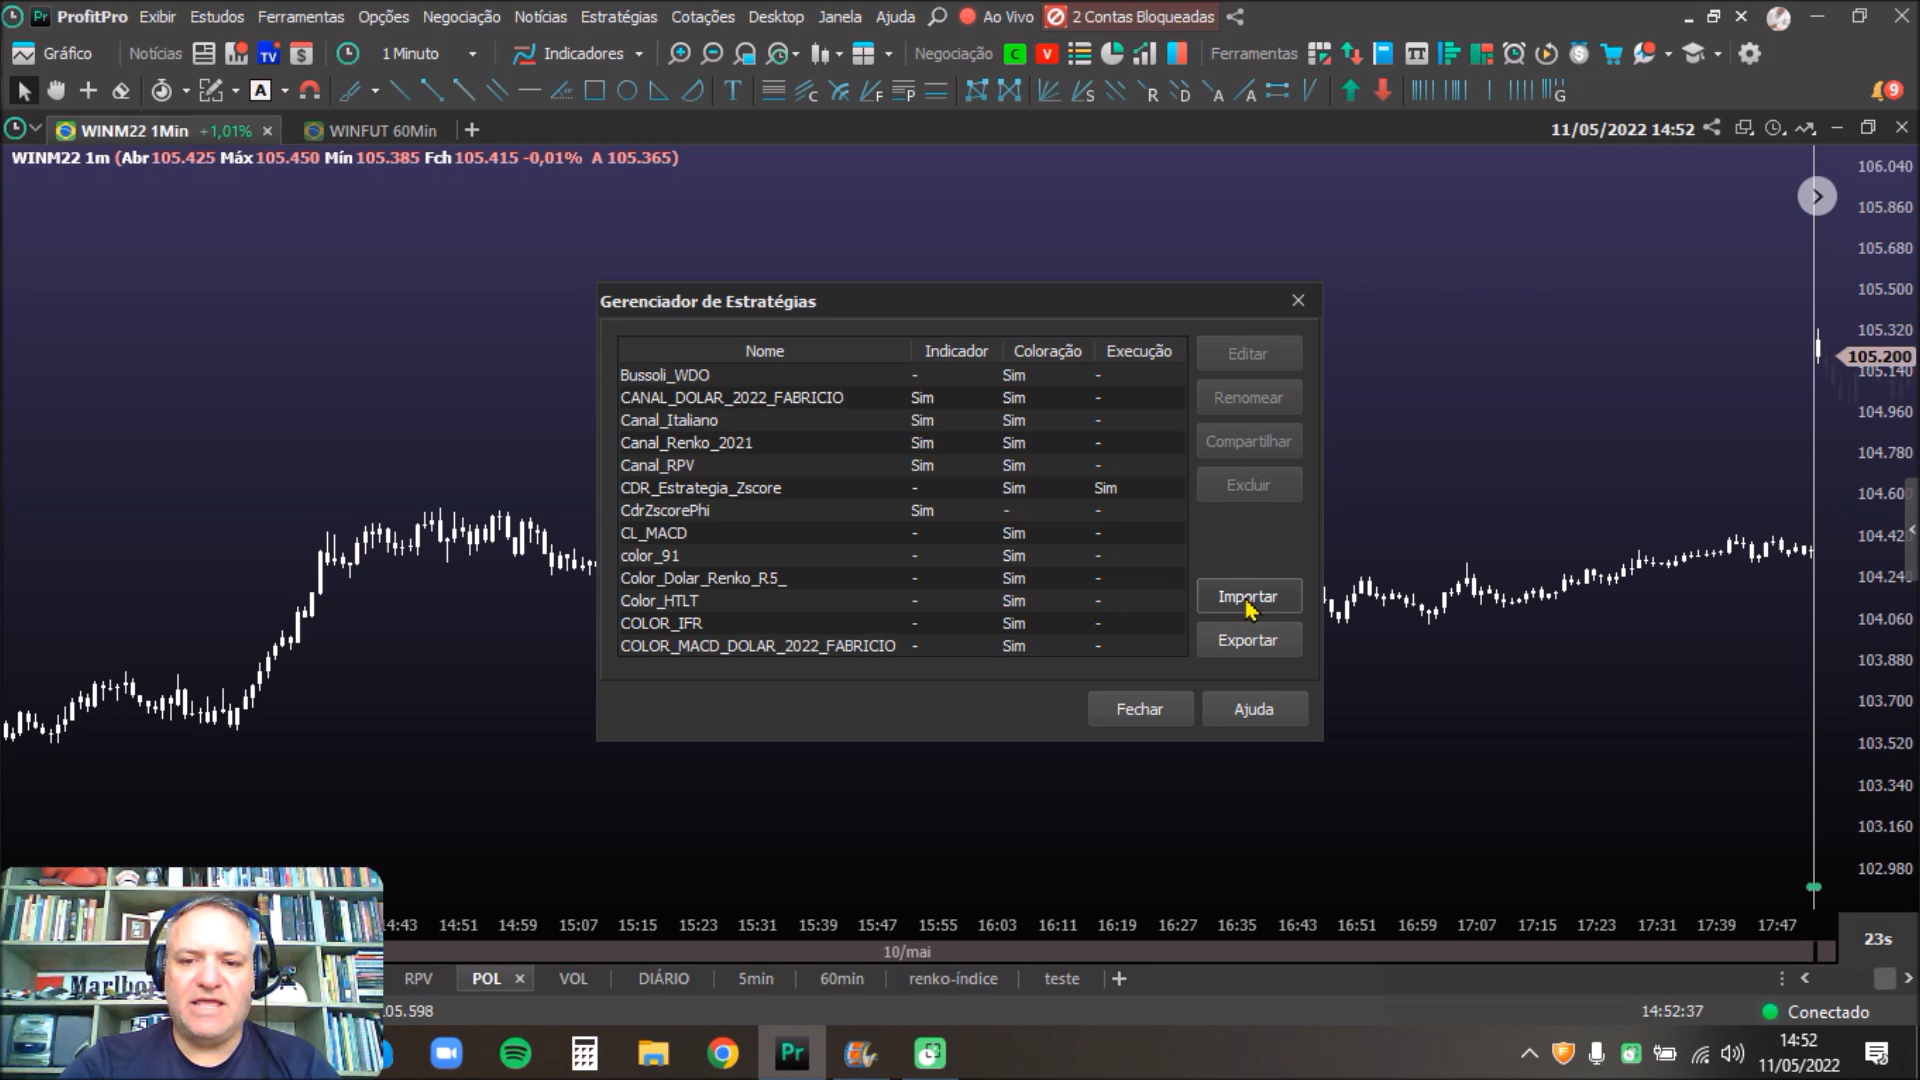 Pr ProfitPro Exibir Estudos Ferramentas Opções Negociação Notícias Estratégias Cotações Desktop Janela Ajuda Ao Vivo 2 Contas Bloqueadas
Gráfico Notícias TV $ 1 Minuto Indicadores Negociação C V Ferramentas TT
A T C F P S R D A A G 9
WINM22 1Min +1,01% × WINFUT 60Min + 11/05/2022 14:52
WINM22 1m (Abr 105.425 Máx 105.450 Mín 105.385 Fch 105.415 -0,01% A 105.365)
106.040
105.860
105.680
105.500
105.320
105.200
105.140
104.960
104.780
104.600
104.420
104.240
104.060
103.880
103.700
103.520
103.340
103.160
102.980
Gerenciador de Estratégias
Nome Indicador Coloração Execução
Bussoli_WDO - Sim -
CANAL_DOLAR_2022_FABRICIO Sim Sim -
Canal_Italiano Sim Sim -
Canal_Renko_2021 Sim Sim -
Canal_RPV Sim Sim -
CDR_Estrategia_Zscore - Sim Sim
CdrZscorePhi Sim - -
CL_MACD - Sim -
color_91 - Sim -
Color_Dolar_Renko_R5_ - Sim -
Color_HTLT - Sim -
COLOR_IFR - Sim -
COLOR_MACD_DOLAR_2022_FABRICIO - Sim -
Editar
Renomear
Compartilhar
Excluir
Importar
Exportar
Fechar Ajuda
14:51 14:59 15:07 15:15 15:23 15:31 15:39 15:47 15:55 16:03 16:11 16:19 16:27 16:35 16:43 16:51 16:59 17:07 17:15 17:23 17:31 17:39 17:47
23s
10/mai
RPV POL × VOL DIÁRIO 5min 60min renko-índice teste +
Marlboro
14:52:37 Conectado
Pr
14:52
11/05/2022